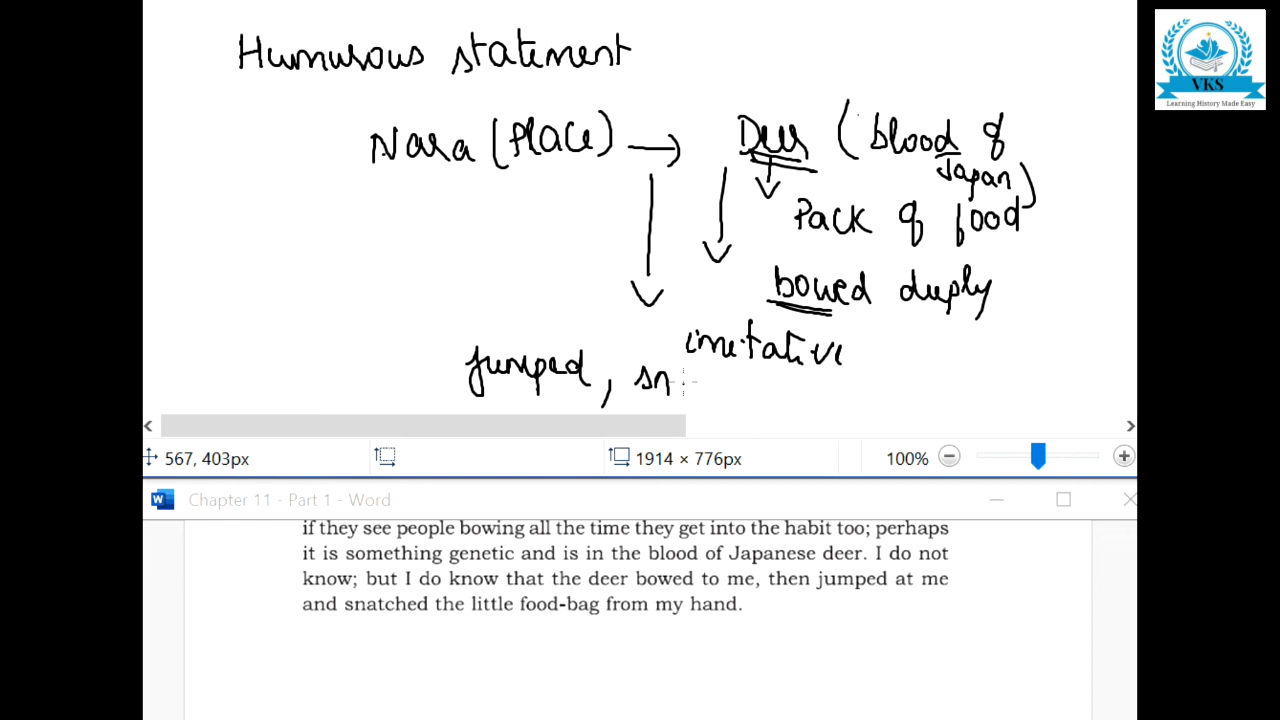 Humurous statement
VKS
Learning History Made Easy
Nara (Place) → Deer (blood of
Japan)
Pack of food
bowed deeply
imetative
jumped, sn
567, 403px
1914 × 776px
100%
Chapter 11 - Part 1 - Word
if they see people bowing all the time they get into the habit too; perhaps
it is something genetic and is in the blood of Japanese deer. I do not
know; but I do know that the deer bowed to me, then jumped at me
and snatched the little food-bag from my hand.